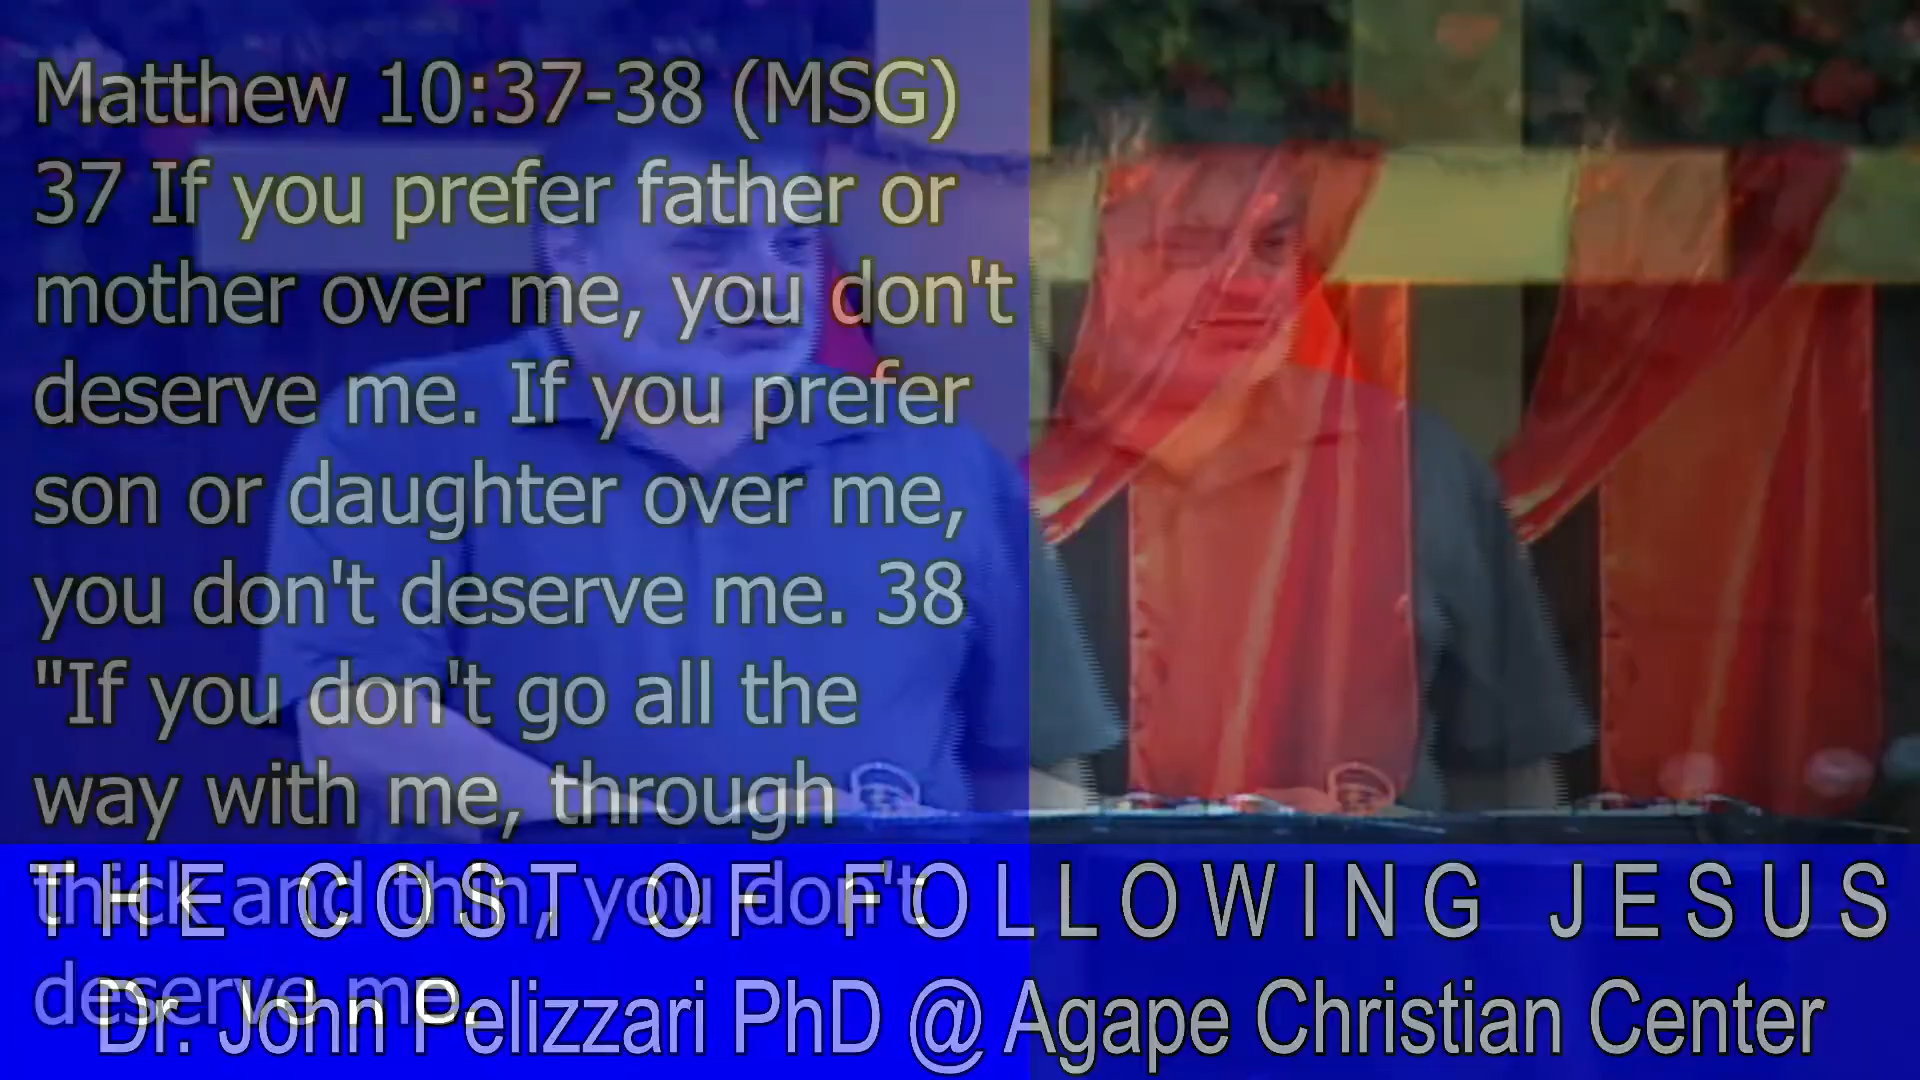 Matthew 10:37-38 (MSG)
37 If you prefer father or
mother over me, you don't
deserve me. If you prefer
son or daughter over me,
you don't deserve me. 38
"If you don't go all the
way with me, through
thick and thin, you don't
deserve me.
THE COST OF FOLLOWING JESUS
Dr. John Pelizzari PhD @ Agape Christian Center